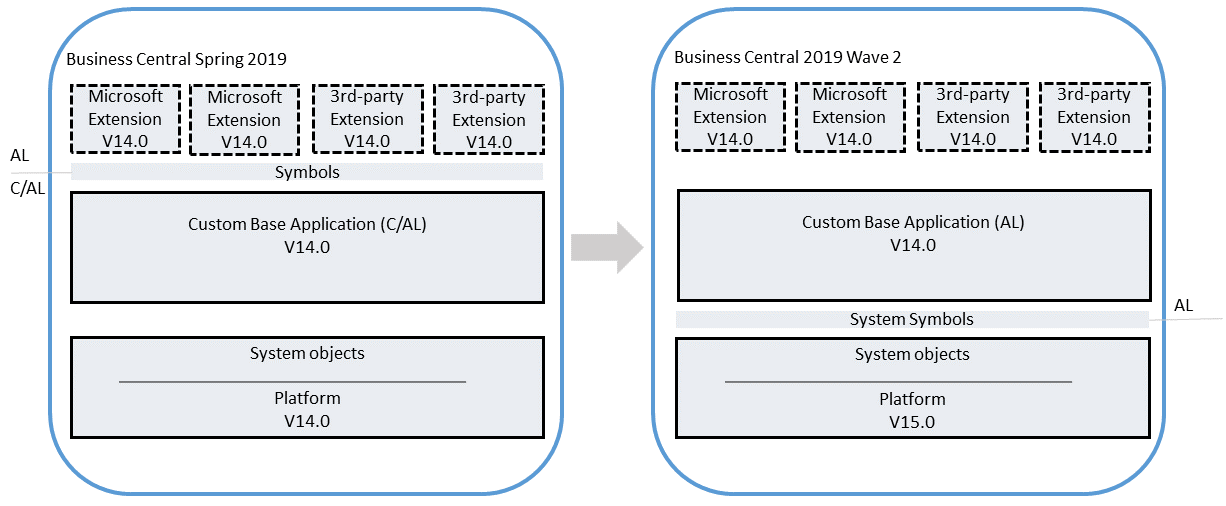 Business Central Spring 2019
Microsoft
Extension
V14.0
Microsoft
Extension
V14.0
3rd-party
Extension
V14.0
3rd-party
Extension
V14.0
AL
C/AL
Symbols
Custom Base Application (C/AL)
V14.0
System objects
Platform
V14.0
Business Central 2019 Wave 2
Microsoft
Extension
V14.0
Microsoft
Extension
V14.0
3rd-party
Extension
V14.0
3rd-party
Extension
V14.0
Custom Base Application (AL)
V14.0
System Symbols
AL
System objects
Platform
V15.0